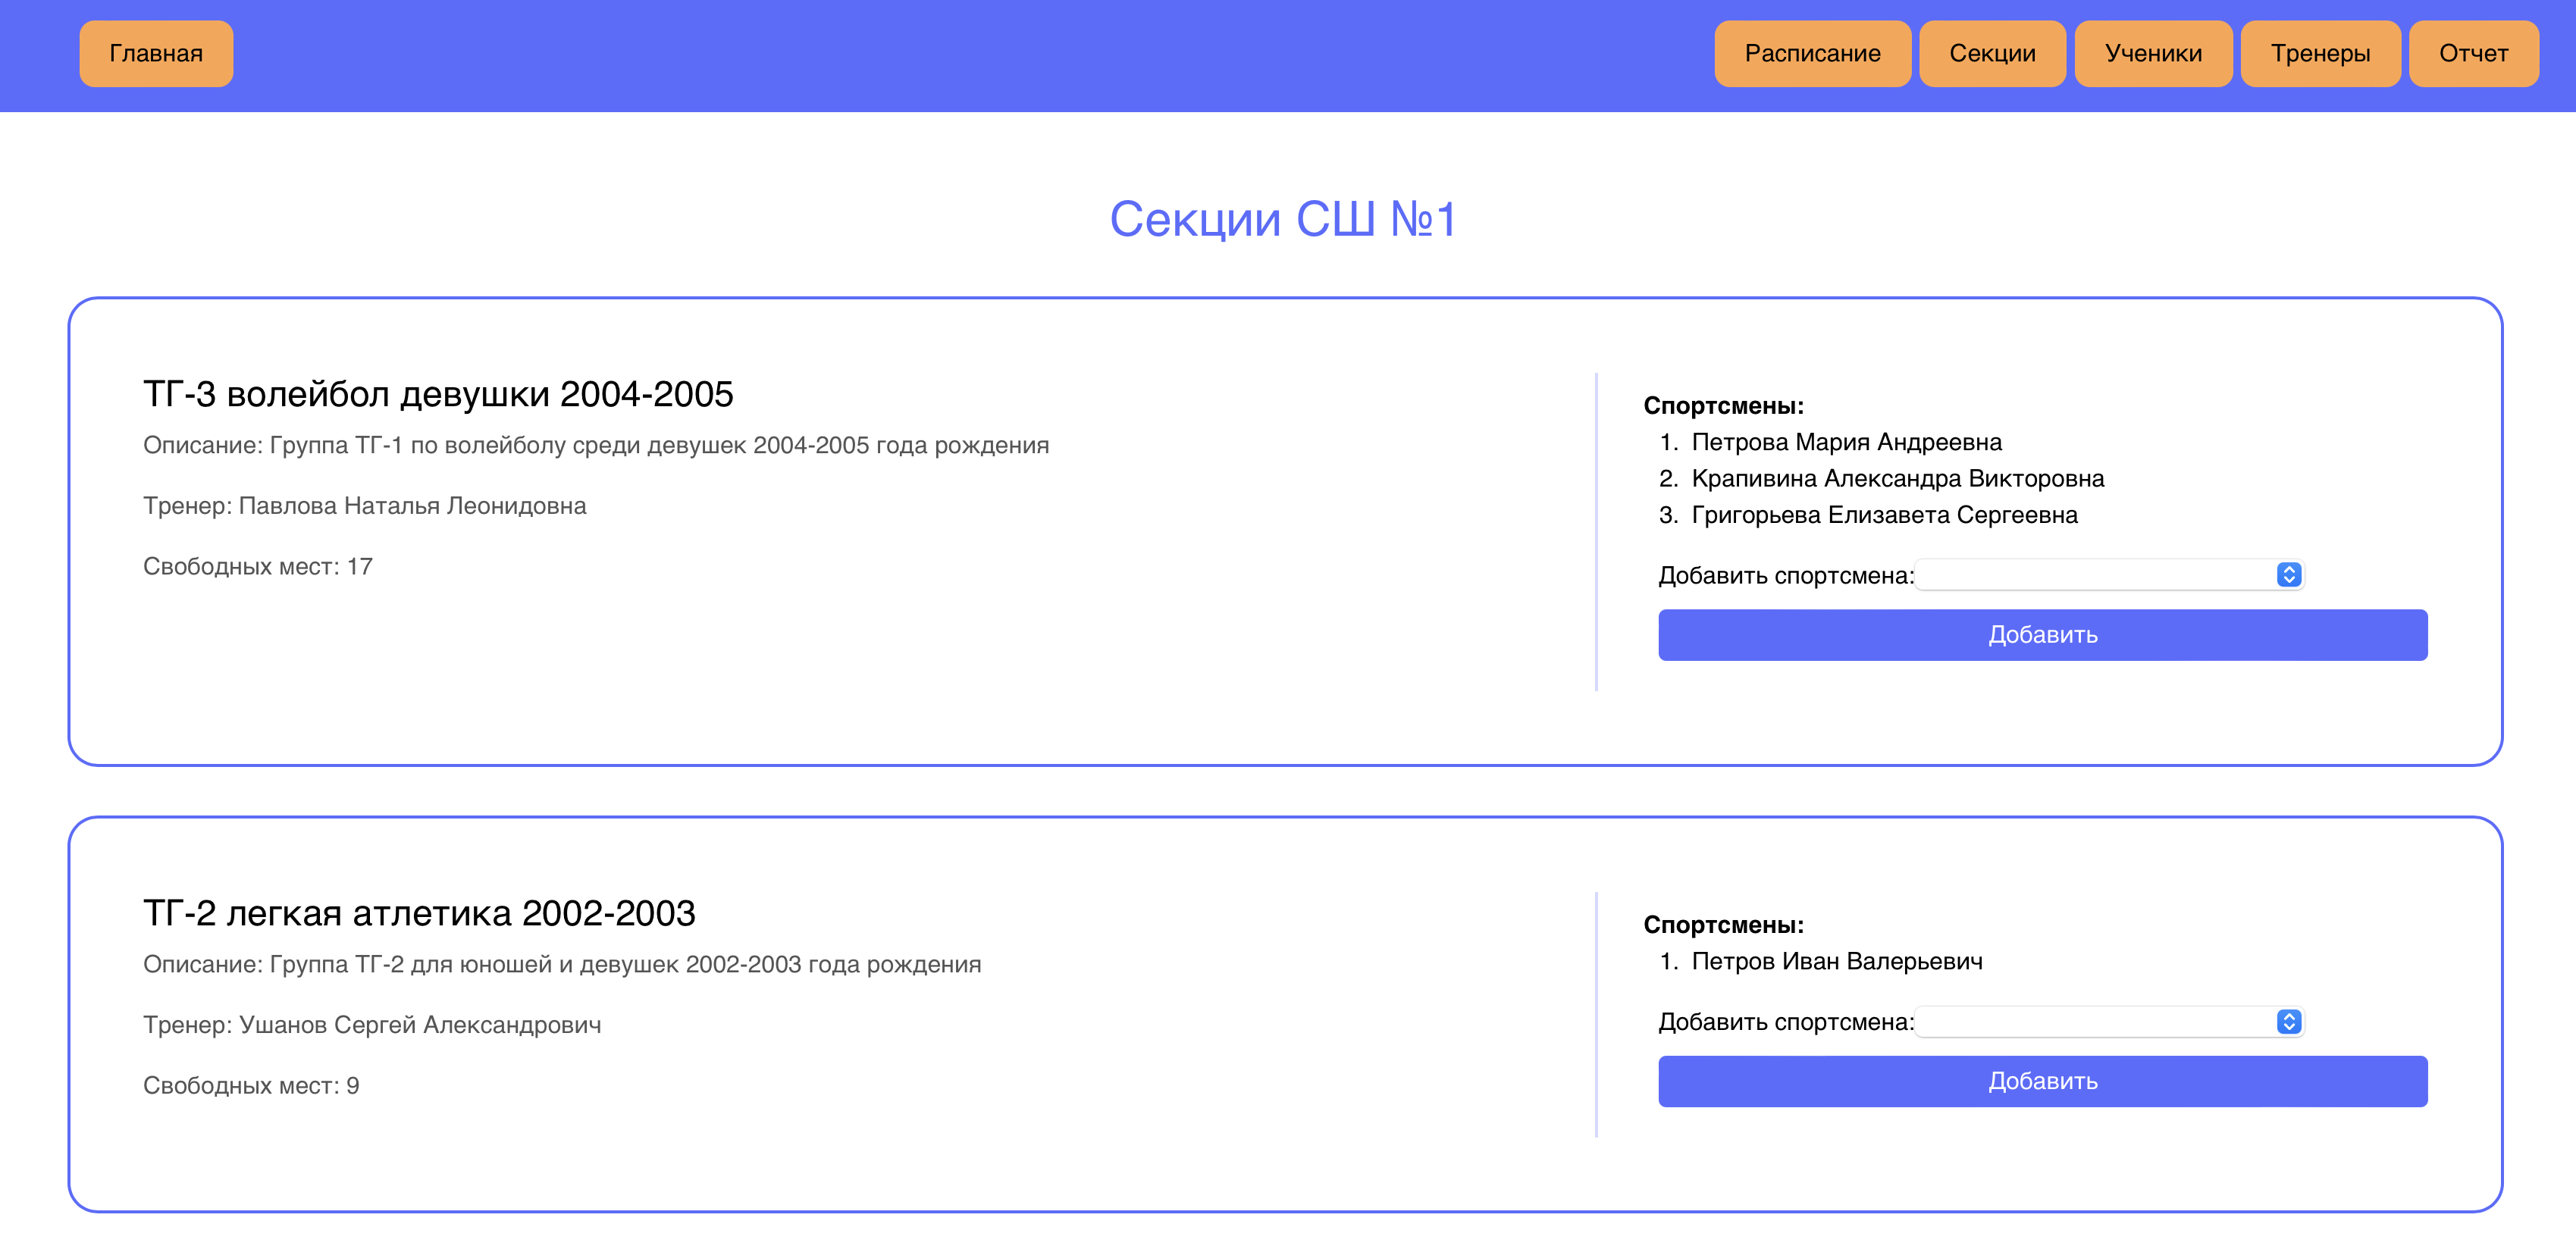 Главная
Расписание
Секции
Ученики
Тренеры
Отчет
Секции СШ №1
ТГ-3 волейбол девушки 2004-2005
Описание: Группа ТГ-1 по волейболу среди девушек 2004-2005 года рождения
Тренер: Павлова Наталья Леонидовна
Свободных мест: 17
Спортсмены:
1. Петрова Мария Андреевна
2. Крапивина Александра Викторовна
3. Григорьева Елизавета Сергеевна
Добавить спортсмена:
Добавить
ТГ-2 легкая атлетика 2002-2003
Описание: Группа ТГ-2 для юношей и девушек 2002-2003 года рождения
Тренер: Ушанов Сергей Александрович
Свободных мест: 9
Спортсмены:
1. Петров Иван Валерьевич
Добавить спортсмена:
Добавить